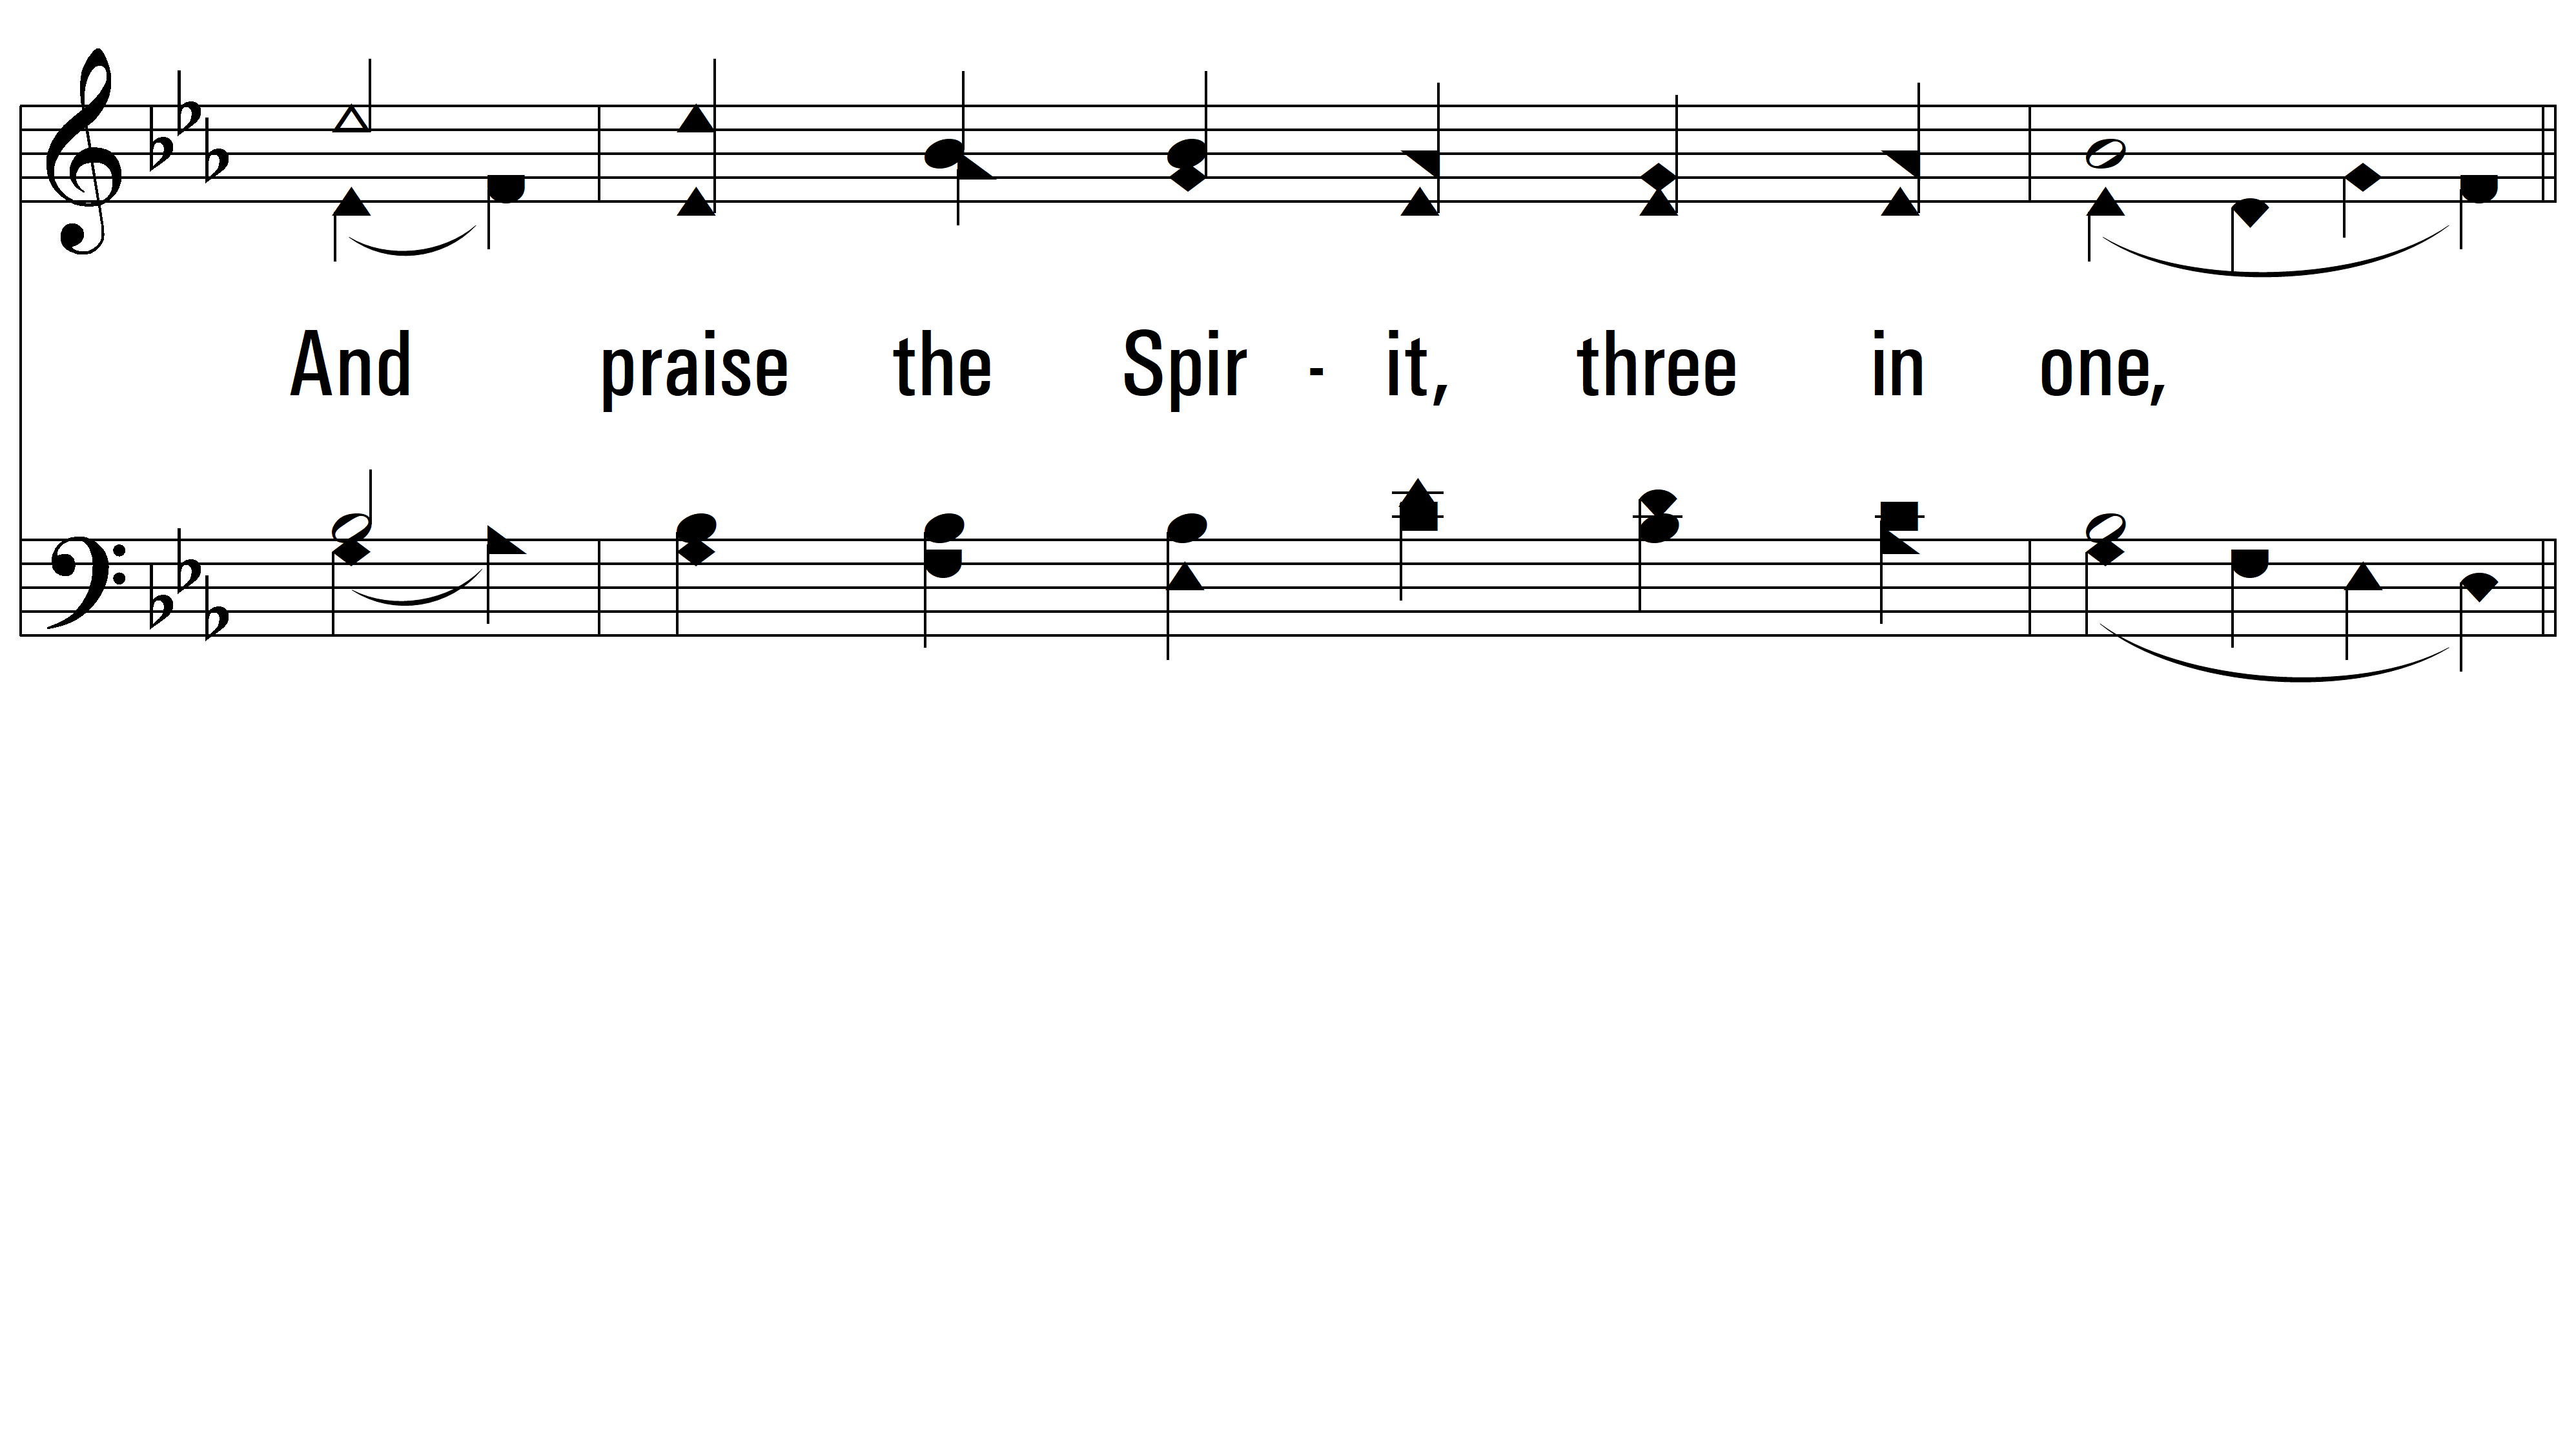 And praise the Spir - it, three in one,